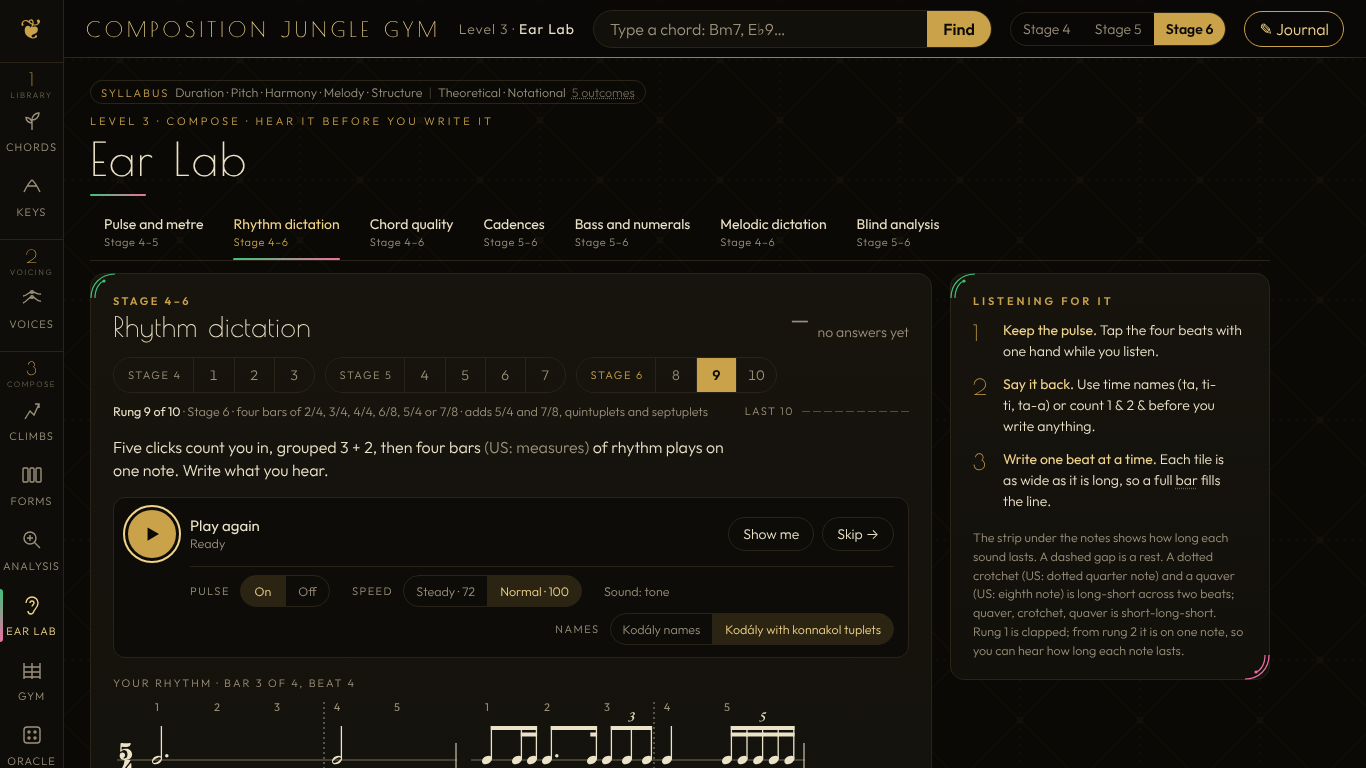 COMPOSITION JUNGLE GYM
Level 3 · Ear Lab
Type a chord: Bm7, E♭9…
Find
Stage 4
Stage 5
Stage 6
✎ Journal
1
LIBRARY
CHORDS
KEYS
2
VOICING
VOICES
3
COMPOSE
CLIMBS
FORMS
ANALYSIS
EAR LAB
GYM
ORACLE
SYLLABUS Duration · Pitch · Harmony · Melody · Structure | Theoretical · Notational 5 outcomes
LEVEL 3 · COMPOSE · HEAR IT BEFORE YOU WRITE IT
Ear Lab
Pulse and metre
Stage 4–5
Rhythm dictation
Stage 4–6
Chord quality
Stage 4–6
Cadences
Stage 5–6
Bass and numerals
Stage 5–6
Melodic dictation
Stage 4–6
Blind analysis
Stage 5–6
STAGE 4–6
Rhythm dictation
— no answers yet
STAGE 4 1 2 3
STAGE 5 4 5 6 7
STAGE 6 8 9 10
Rung 9 of 10 · Stage 6 · four bars of 2/4, 3/4, 4/4, 6/8, 5/4 or 7/8 · adds 5/4 and 7/8, quintuplets and septuplets
LAST 10 — — — — — — — — — —
Five clicks count you in, grouped 3 + 2, then four bars (US: measures) of rhythm plays on
one note. Write what you hear.
Play again
Ready
Show me
Skip →
PULSE On Off
SPEED Steady · 72 Normal · 100
Sound: tone
NAMES Kodály names Kodály with konnakol tuplets
YOUR RHYTHM · BAR 3 OF 4, BEAT 4
1 2 3 4 5 1 2 3 4 5
3 5
5
LISTENING FOR IT
1 Keep the pulse. Tap the four beats with
one hand while you listen.
2 Say it back. Use time names (ta, ti-
ti, ta-a) or count 1 & 2 & before you
write anything.
3 Write one beat at a time. Each tile is
as wide as it is long, so a full bar fills
the line.
The strip under the notes shows how long each
sound lasts. A dashed gap is a rest. A dotted
crotchet (US: dotted quarter note) and a quaver
(US: eighth note) is long-short across two beats;
quaver, crotchet, quaver is short-long-short.
Rung 1 is clapped; from rung 2 it is on one note, so
you can hear how long each note lasts.